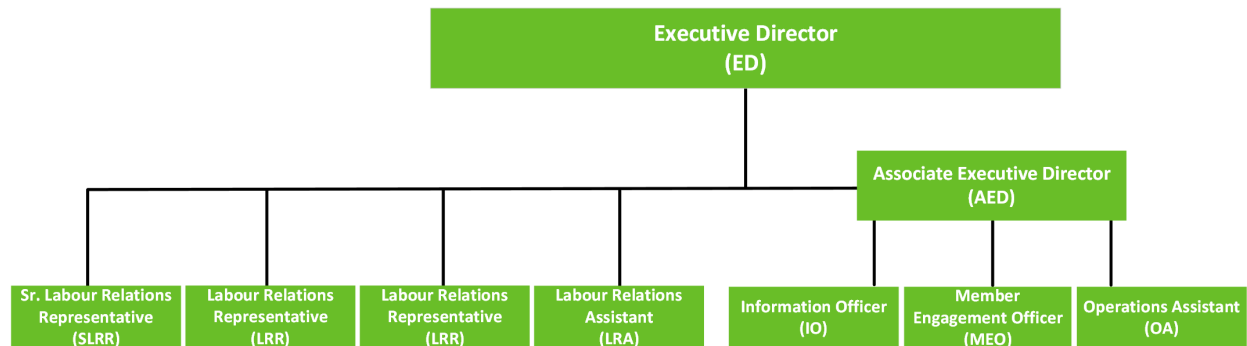 Executive Director
(ED)
Associate Executive Director
(AED)
Sr. Labour Relations
Representative
(SLRR)
Labour Relations
Representative
(LRR)
Labour Relations
Representative
(LRR)
Labour Relations
Assistant
(LRA)
Information Officer
(IO)
Member
Engagement Officer
(MEO)
Operations Assistant
(OA)